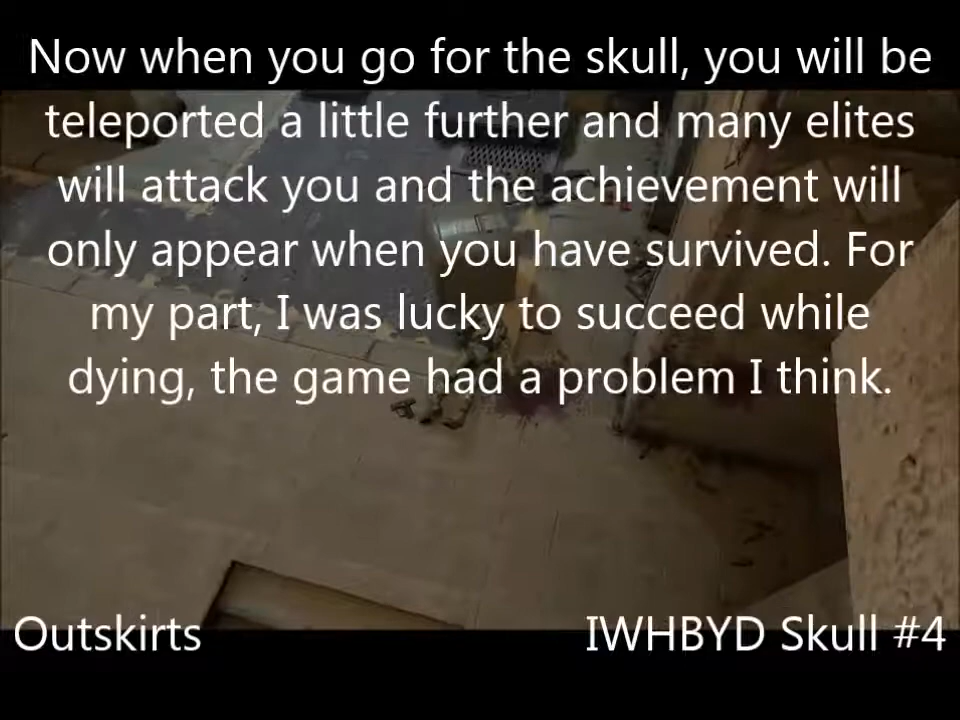 Now when you go for the skull, you will be
teleported a little further and many elites
will attack you and the achievement will
only appear when you have survived. For
my part, I was lucky to succeed while
dying, the game had a problem I think.
Outskirts
IWHBYD Skull #4